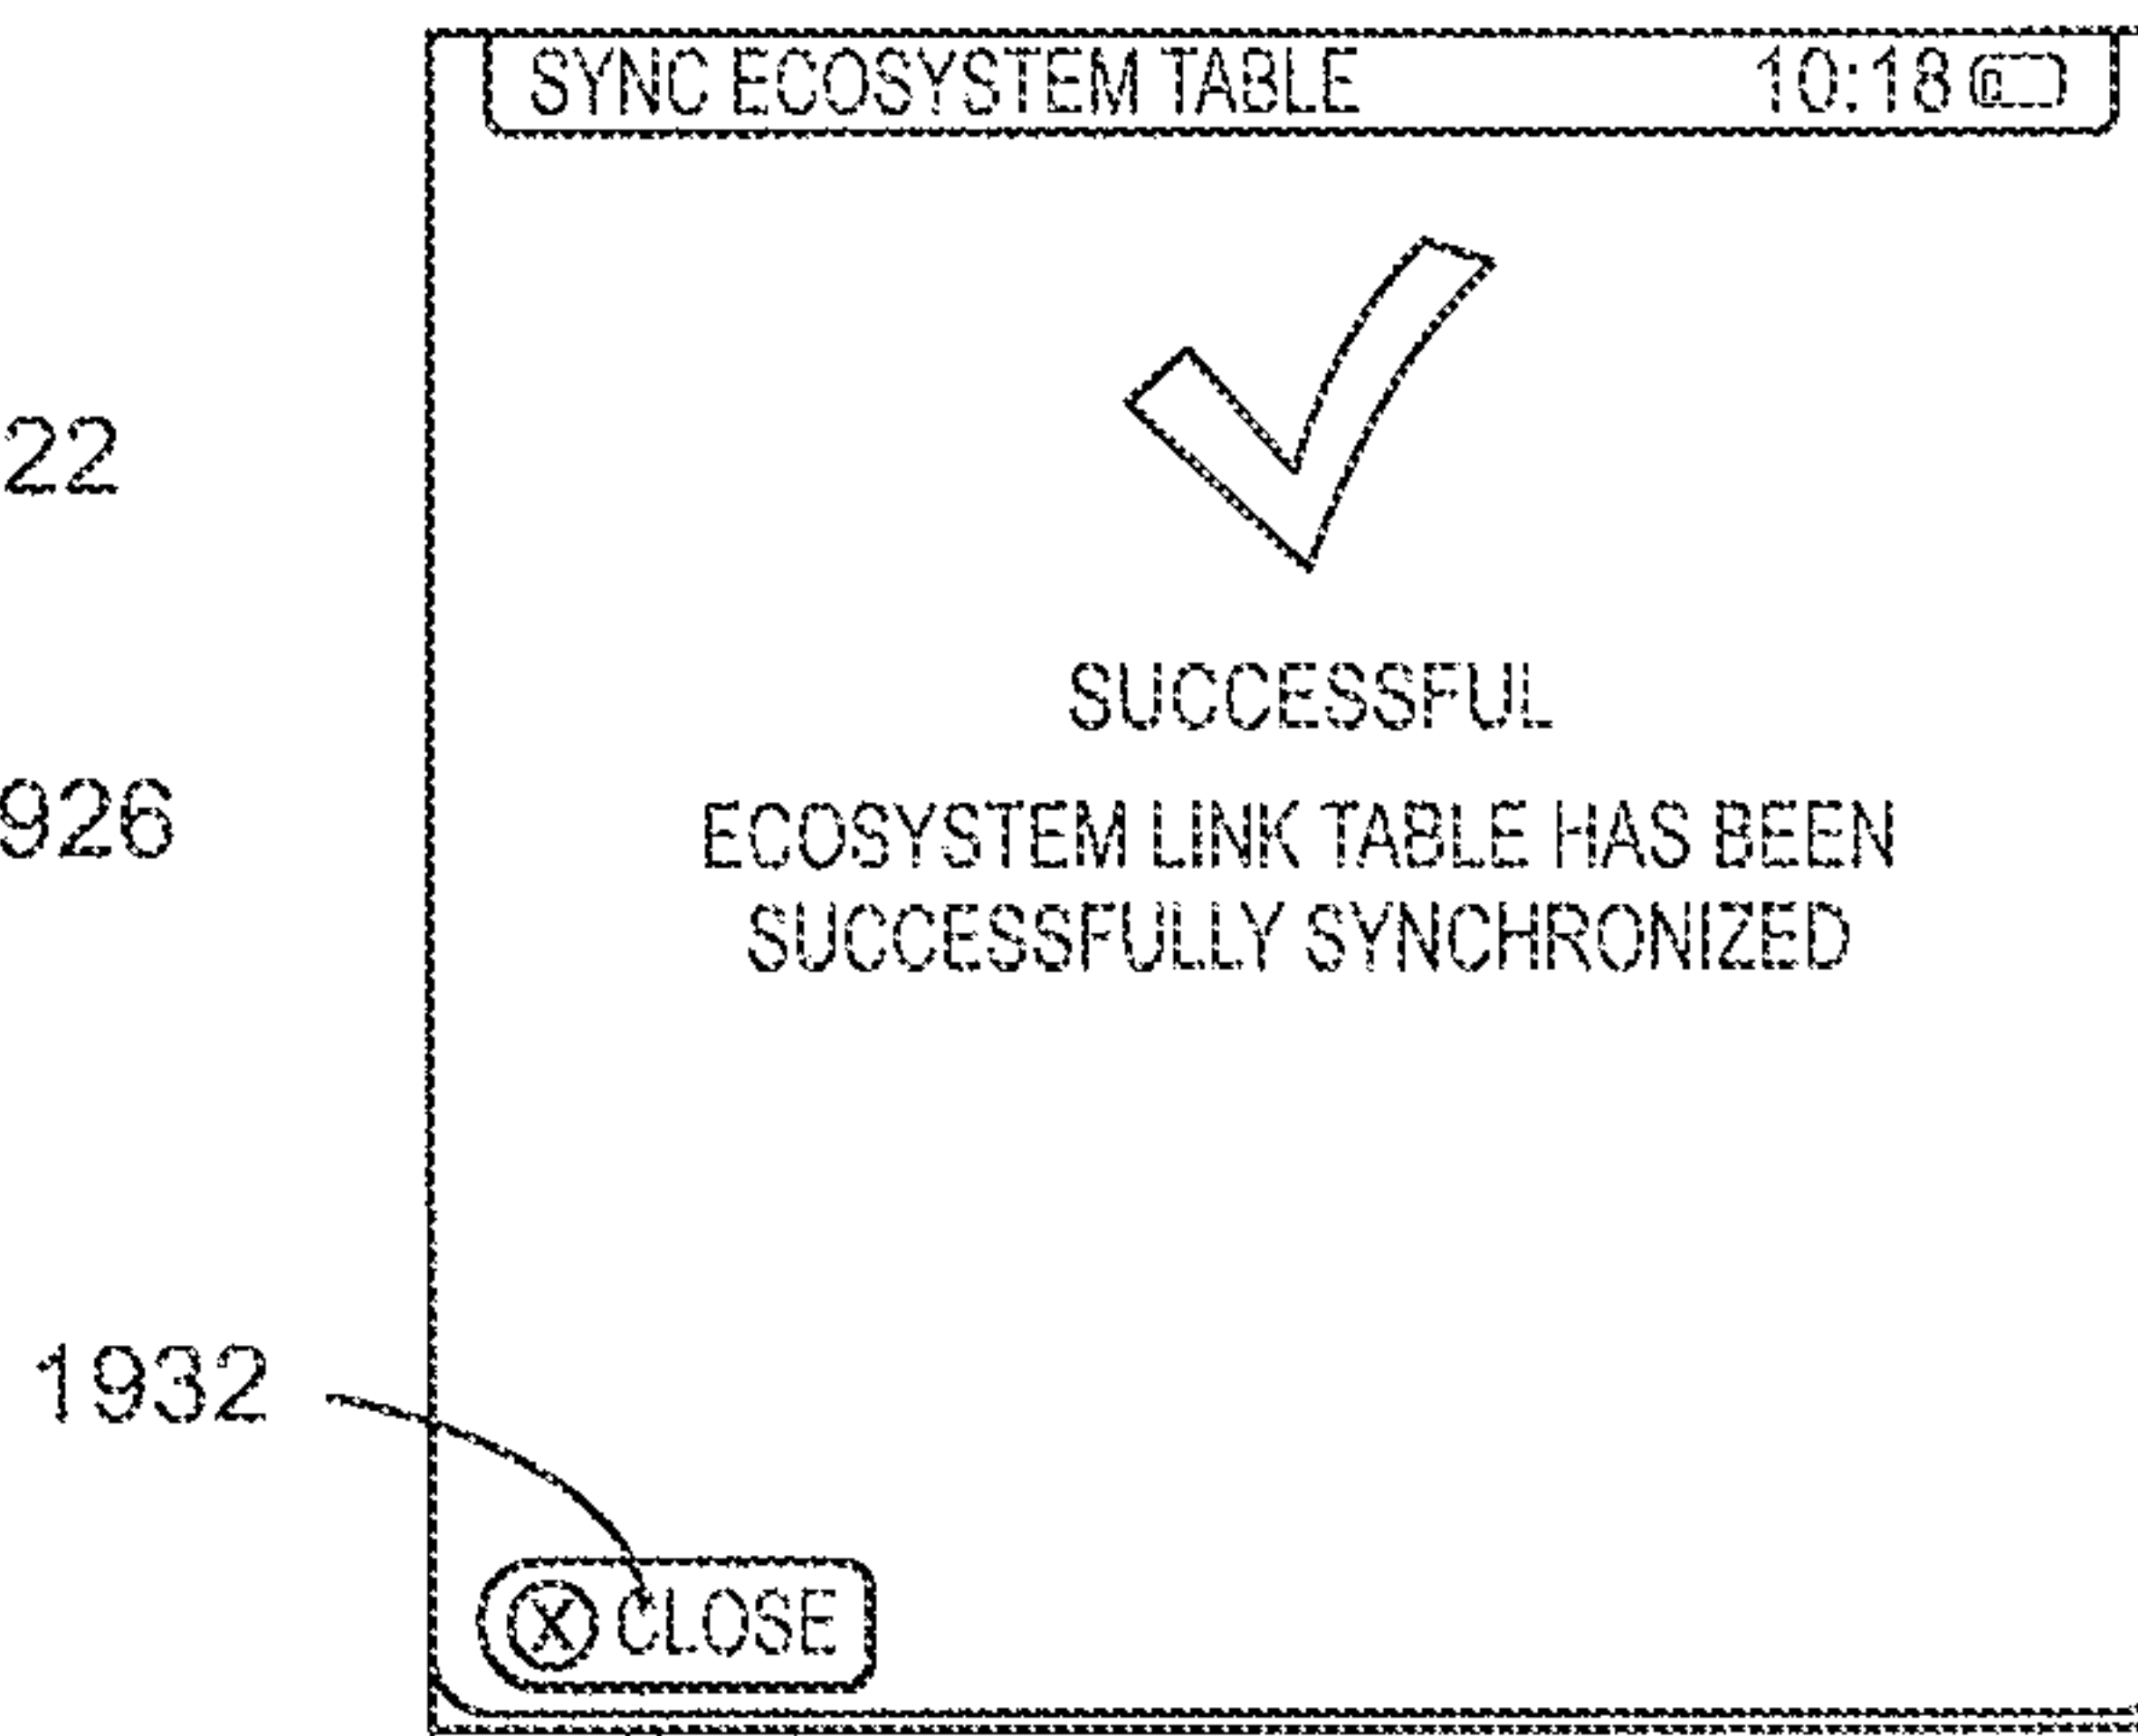 SYNC ECOSYSTEM TABLE 10:18
22
SUCCESSFUL
926
ECOSYSTEM LINK TABLE HAS BEEN
SUCCESSFULLY SYNCHRONIZED
1932
X CLOSE